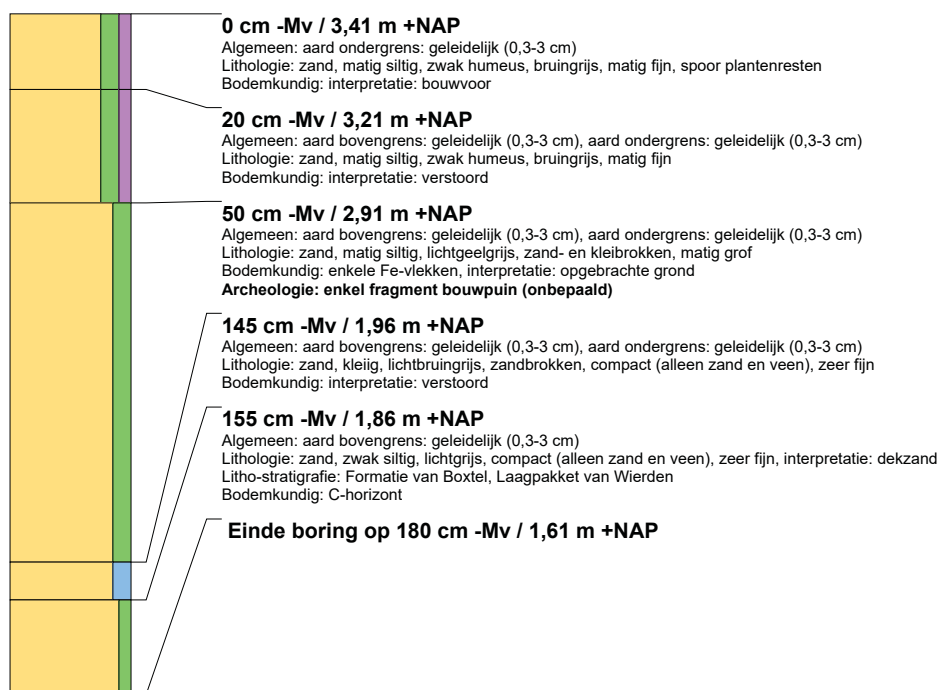 0 cm -Mv / 3,41 m +NAP
Algemeen: aard ondergrens: geleidelijk (0,3-3 cm)
Lithologie: zand, matig siltig, zwak humeus, bruingrijs, matig fijn, spoor plantenresten
Bodemkundig: interpretatie: bouwvoor
20 cm -Mv / 3,21 m +NAP
Algemeen: aard bovengrens: geleidelijk (0,3-3 cm), aard ondergrens: geleidelijk (0,3-3 cm)
Lithologie: zand, matig siltig, zwak humeus, bruingrijs, matig fijn
Bodemkundig: interpretatie: verstoord
50 cm -Mv / 2,91 m +NAP
Algemeen: aard bovengrens: geleidelijk (0,3-3 cm), aard ondergrens: geleidelijk (0,3-3 cm)
Lithologie: zand, matig siltig, lichtgeelgrijs, zand- en kleibrokken, matig grof
Bodemkundig: enkele Fe-vlekken, interpretatie: opgebrachte grond
Archeologie: enkel fragment bouwpuin (onbepaald)
145 cm -Mv / 1,96 m +NAP
Algemeen: aard bovengrens: geleidelijk (0,3-3 cm), aard ondergrens: geleidelijk (0,3-3 cm)
Lithologie: zand, kleiig, lichtbruingrijs, zandbrokken, compact (alleen zand en veen), zeer fijn
Bodemkundig: interpretatie: verstoord
155 cm -Mv / 1,86 m +NAP
Algemeen: aard bovengrens: geleidelijk (0,3-3 cm)
Lithologie: zand, zwak siltig, lichtgrijs, compact (alleen zand en veen), zeer fijn, interpretatie: dekzand
Litho-stratigrafie: Formatie van Boxtel, Laagpakket van Wierden
Bodemkundig: C-horizont
Einde boring op 180 cm -Mv / 1,61 m +NAP